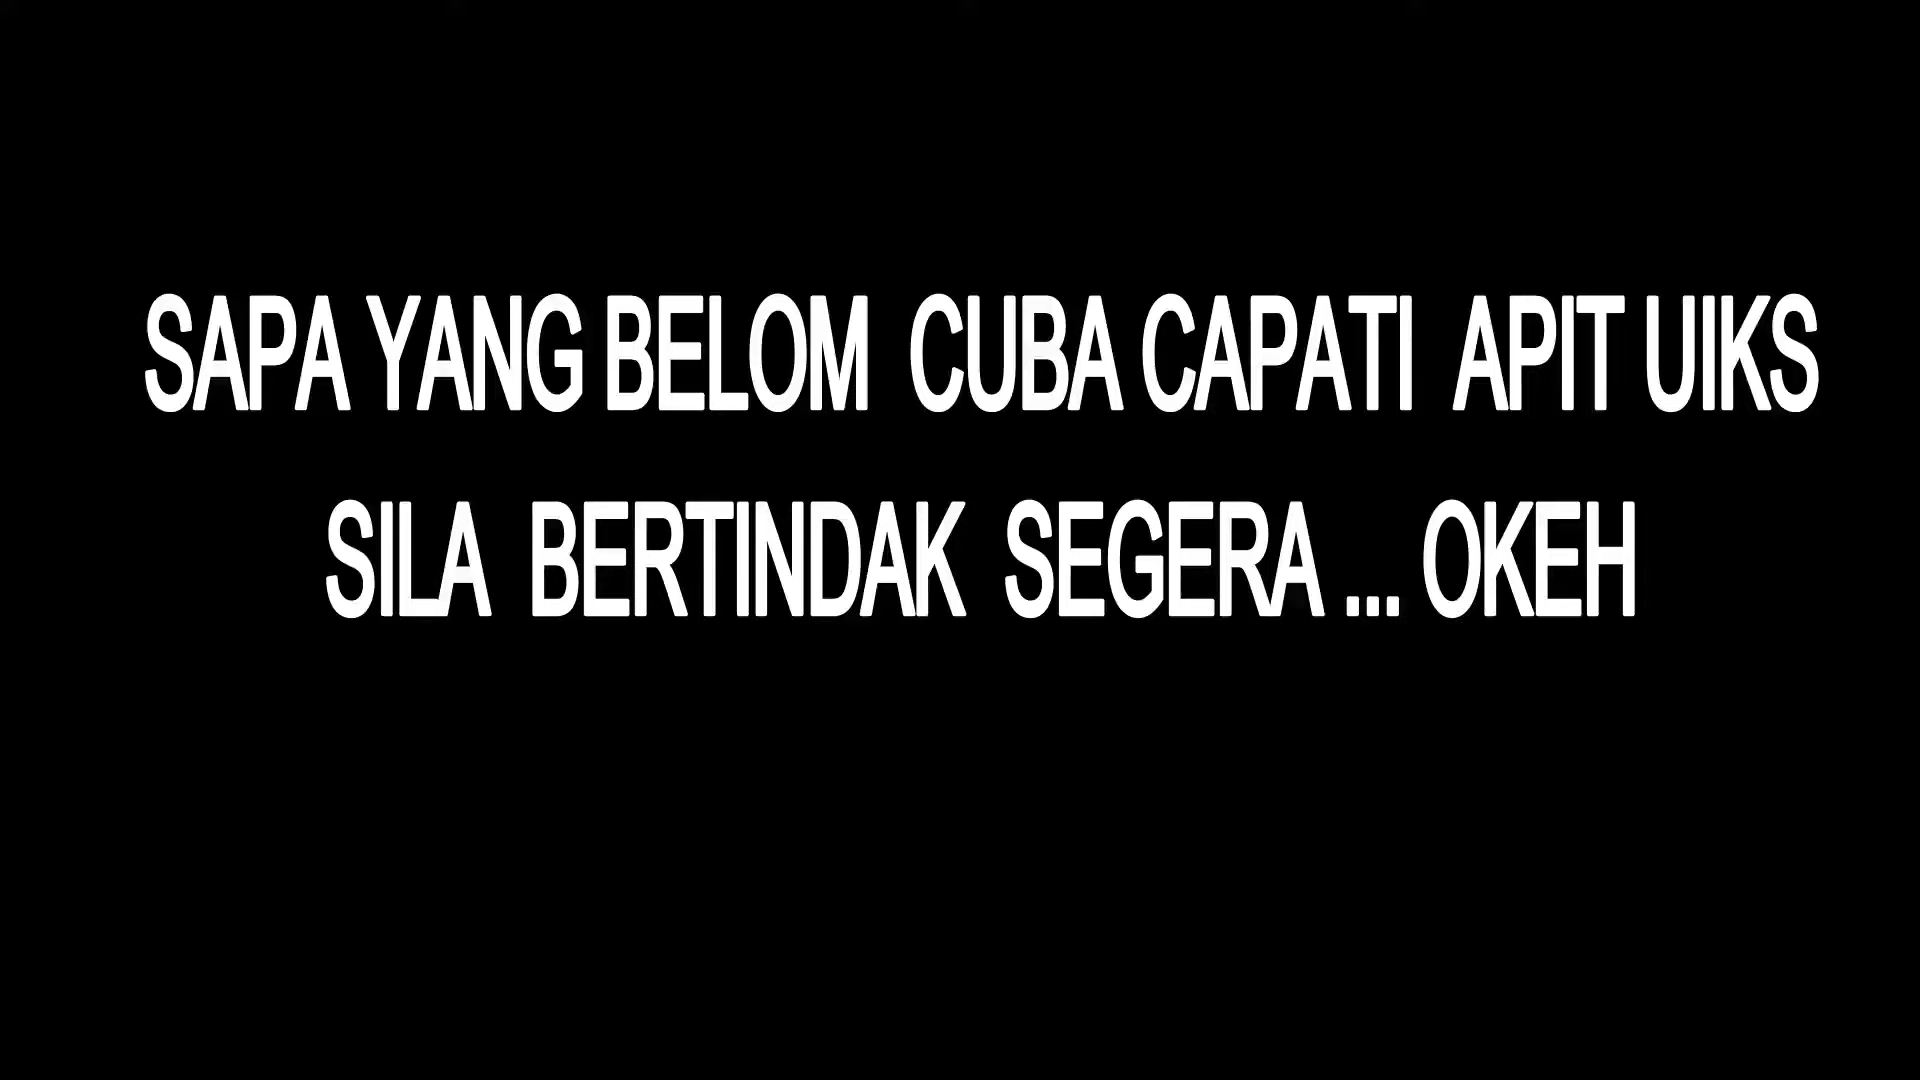 SAPA YANG BELOM CUBA CAPATI APIT UIKS
SILA BERTINDAK SEGERA ... OKEH